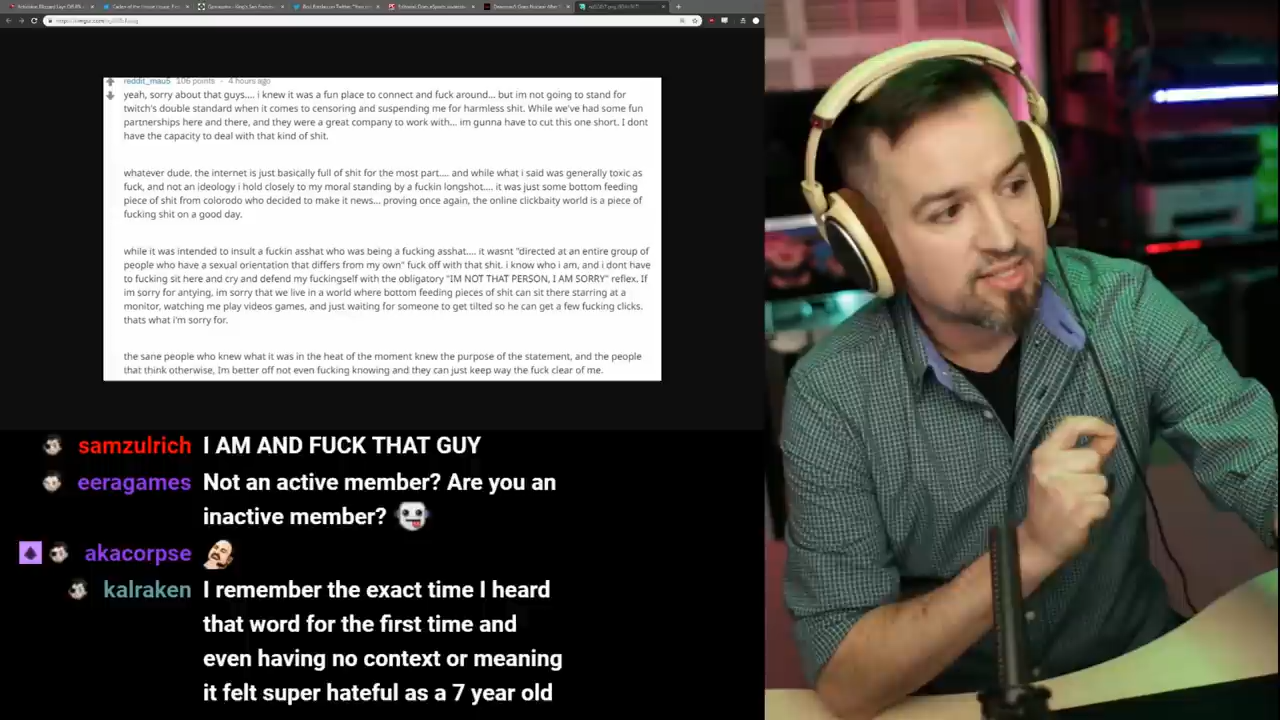 reddit_mau5 106 points · 4 hours ago
yeah, sorry about that guys.... i knew it was a fun place to connect and fuck around... but im not going to stand for
twitch's double standard when it comes to censoring and suspending me for harmless shit. While we've had some fun
partnerships here and there, and they were a great company to work with... im gunna have to cut this one short. I dont
have the capacity to deal with that kind of shit.
whatever dude. the internet is just basically full of shit for the most part.... and while what i said was generally toxic as
fuck, and not an ideology i hold closely to my moral standing by a fuckin longshot.... it was just some bottom feeding
piece of shit from colorodo who decided to make it news... proving once again, the online clickbaity world is a piece of
fucking shit on a good day.
while it was intended to insult a fuckin asshat who was being a fucking asshat.... it wasnt "directed at an entire group of
people who have a sexual orientation that differs from my own" fuck off with that shit. i know who i am, and i dont have
to fucking sit here and cry and defend my fuckingself with the obligatory "IM NOT THAT PERSON, I AM SORRY" reflex. If
im sorry for antying, im sorry that we live in a world where bottom feeding pieces of shit can sit there starring at a
monitor, watching me play videos games, and just waiting for someone to get tilted so he can get a few fucking clicks.
thats what i'm sorry for.
the sane people who knew what it was in the heat of the moment knew the purpose of the statement, and the people
that think otherwise, Im better off not even fucking knowing and they can just keep way the fuck clear of me.
samzulrich I AM AND FUCK THAT GUY
eeragames Not an active member? Are you an
inactive member?
akacorpse
kalraken I remember the exact time I heard
that word for the first time and
even having no context or meaning
it felt super hateful as a 7 year old